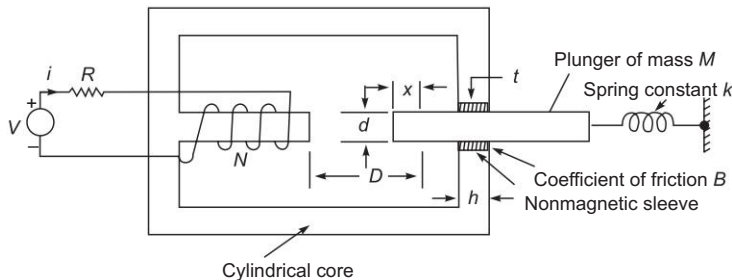 i
R
+
V
−
N
x
d
D
t
h
Plunger of mass M
Spring constant k
Coefficient of friction B
Nonmagnetic sleeve
Cylindrical core